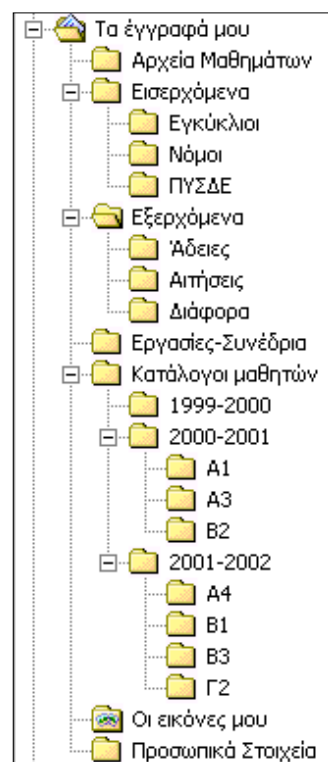 Τα έγγραφά μου
Αρχεία Μαθημάτων
Εισερχόμενα
Εγκύκλιοι
Νόμοι
ΠΥΣΔΕ
Εξερχόμενα
Άδειες
Αιτήσεις
Διάφορα
Εργασίες-Συνέδρια
Κατάλογοι μαθητών
1999-2000
2000-2001
Α1
Α3
Β2
2001-2002
Α4
Β1
Β3
Γ2
Οι εικόνες μου
Προσωπικά Στοιχεία